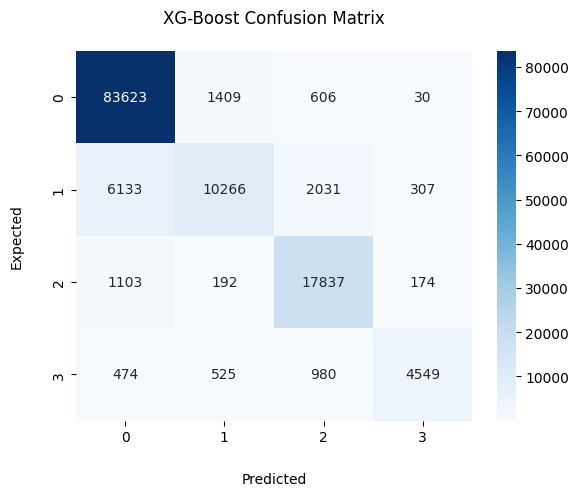 XG-Boost Confusion Matrix
0 83623 1409 606 30
1 6133 10266 2031 307
2 1103 192 17837 174
3 474 525 980 4549
0 1 2 3
Expected
Predicted
80000
70000
60000
50000
40000
30000
20000
10000